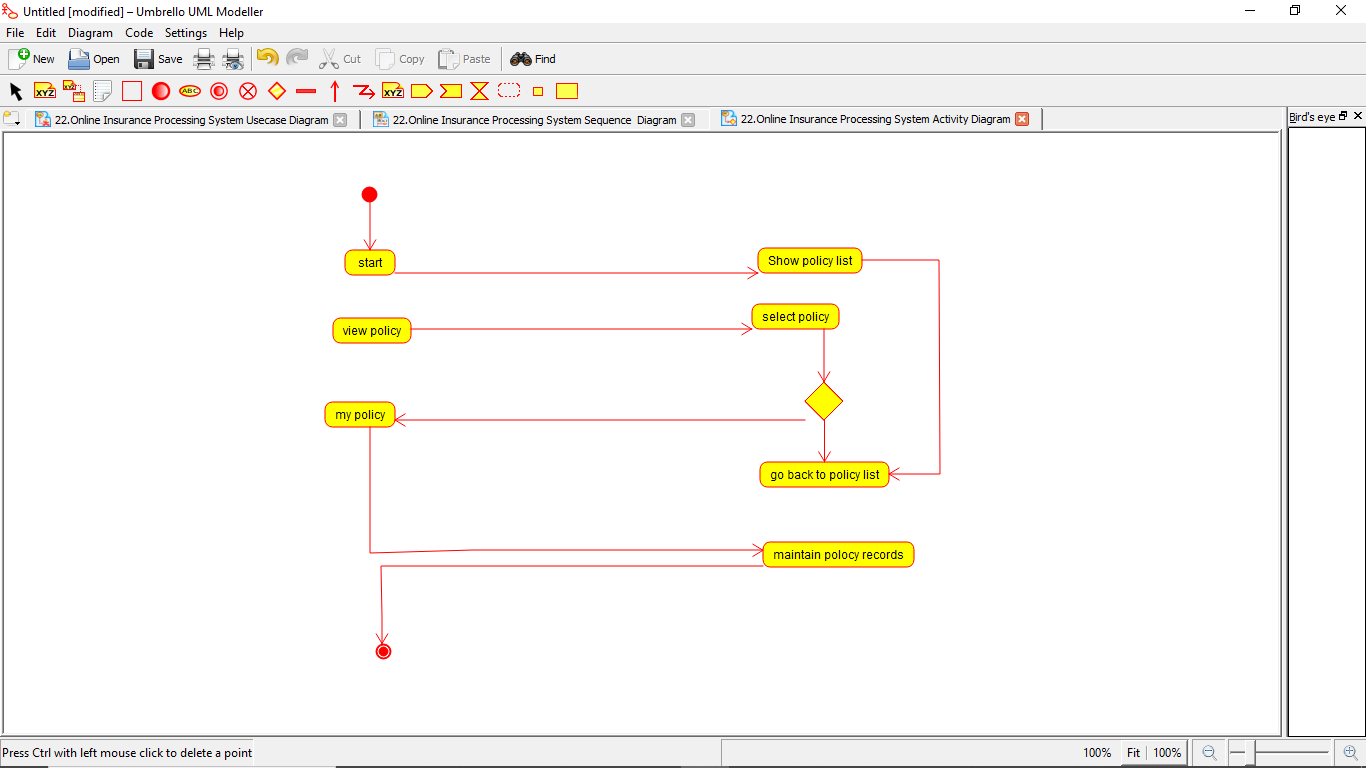 Untitled [modified] – Umbrello UML Modeller
File Edit Diagram Code Settings Help
New Open Save Cut Copy Paste Find
XYZ XYZ ABC XYZ
22.Online Insurance Processing System Usecase Diagram 22.Online Insurance Processing System Sequence Diagram 22.Online Insurance Processing System Activity Diagram Bird's eye
start Show policy list
view policy select policy
my policy
go back to policy list
maintain polocy records
Press Ctrl with left mouse click to delete a point 100% Fit 100%